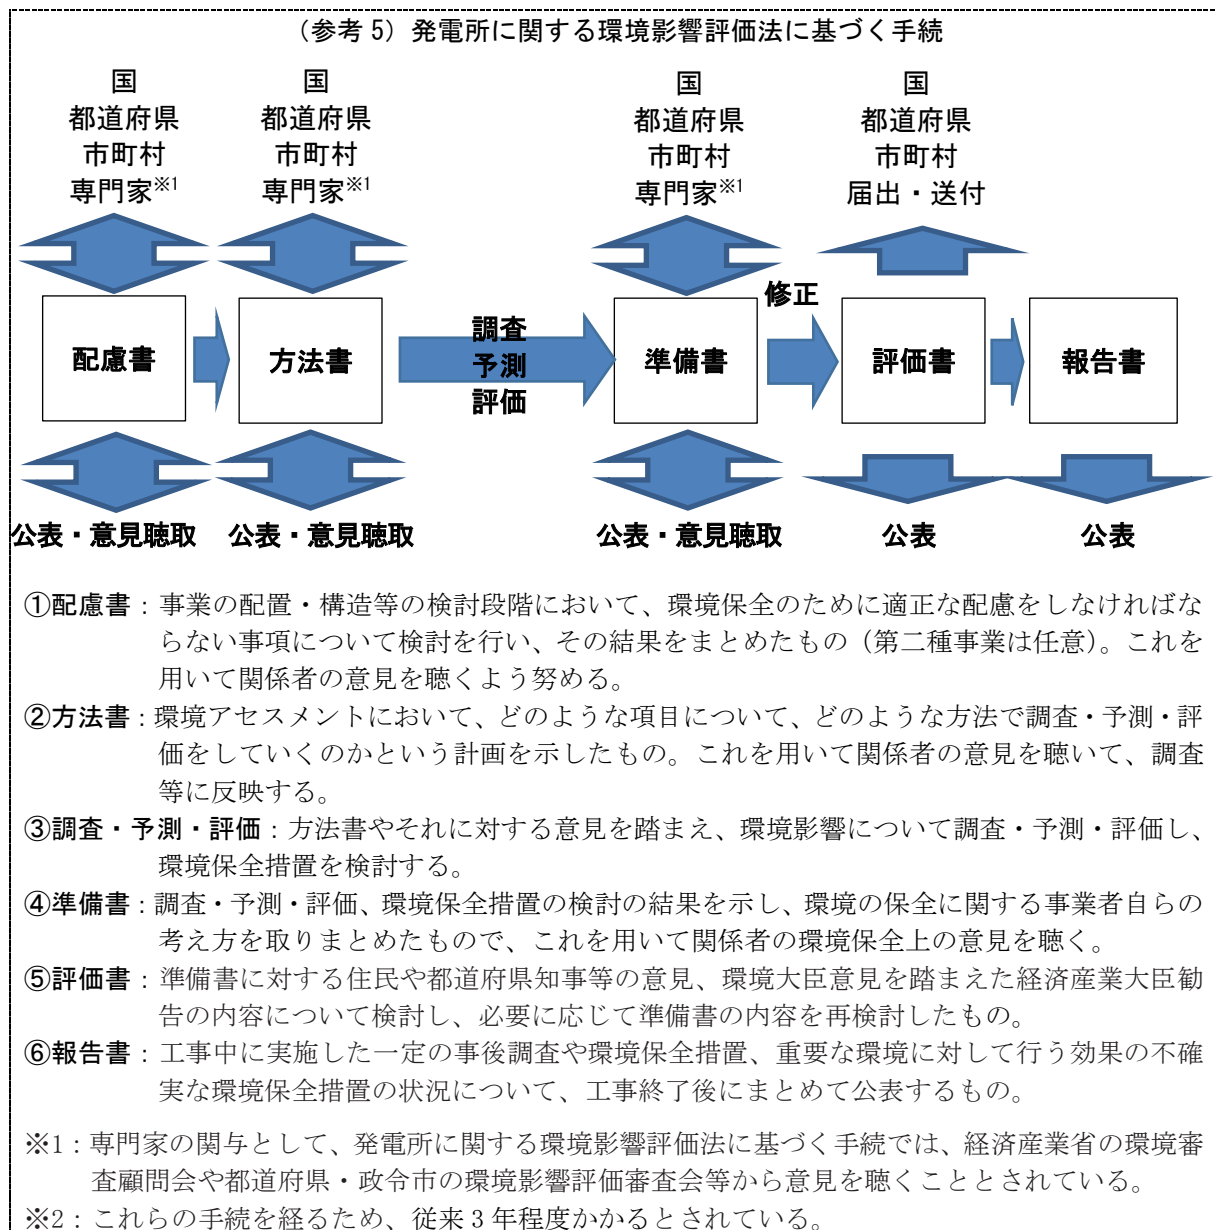 （参考 5）発電所に関する環境影響評価法に基づく手続
国
都道府県
市町村
専門家※1
国
都道府県
市町村
専門家※1
国
都道府県
市町村
専門家※1
国
都道府県
市町村
届出・送付
配慮書
方法書
調査
予測
評価
準備書
修正
評価書
報告書
公表・意見聴取
公表・意見聴取
公表・意見聴取
公表
公表
①配慮書：事業の配置・構造等の検討段階において、環境保全のために適正な配慮をしなければな
らない事項について検討を行い、その結果をまとめたもの（第二種事業は任意）。これを
用いて関係者の意見を聴くよう努める。
②方法書：環境アセスメントにおいて、どのような項目について、どのような方法で調査・予測・評
価をしていくのかという計画を示したもの。これを用いて関係者の意見を聴いて、調査
等に反映する。
③調査・予測・評価：方法書やそれに対する意見を踏まえ、環境影響について調査・予測・評価し、
環境保全措置を検討する。
④準備書：調査・予測・評価、環境保全措置の検討の結果を示し、環境の保全に関する事業者自らの
考え方を取りまとめたもので、これを用いて関係者の環境保全上の意見を聴く。
⑤評価書：準備書に対する住民や都道府県知事等の意見、環境大臣意見を踏まえた経済産業大臣勧
告の内容について検討し、必要に応じて準備書の内容を再検討したもの。
⑥報告書：工事中に実施した一定の事後調査や環境保全措置、重要な環境に対して行う効果の不確
実な環境保全措置の状況について、工事終了後にまとめて公表するもの。
※1：専門家の関与として、発電所に関する環境影響評価法に基づく手続では、経済産業省の環境審
査顧問会や都道府県・政令市の環境影響評価審査会等から意見を聴くこととされている。
※2：これらの手続を経るため、従来 3 年程度かかるとされている。